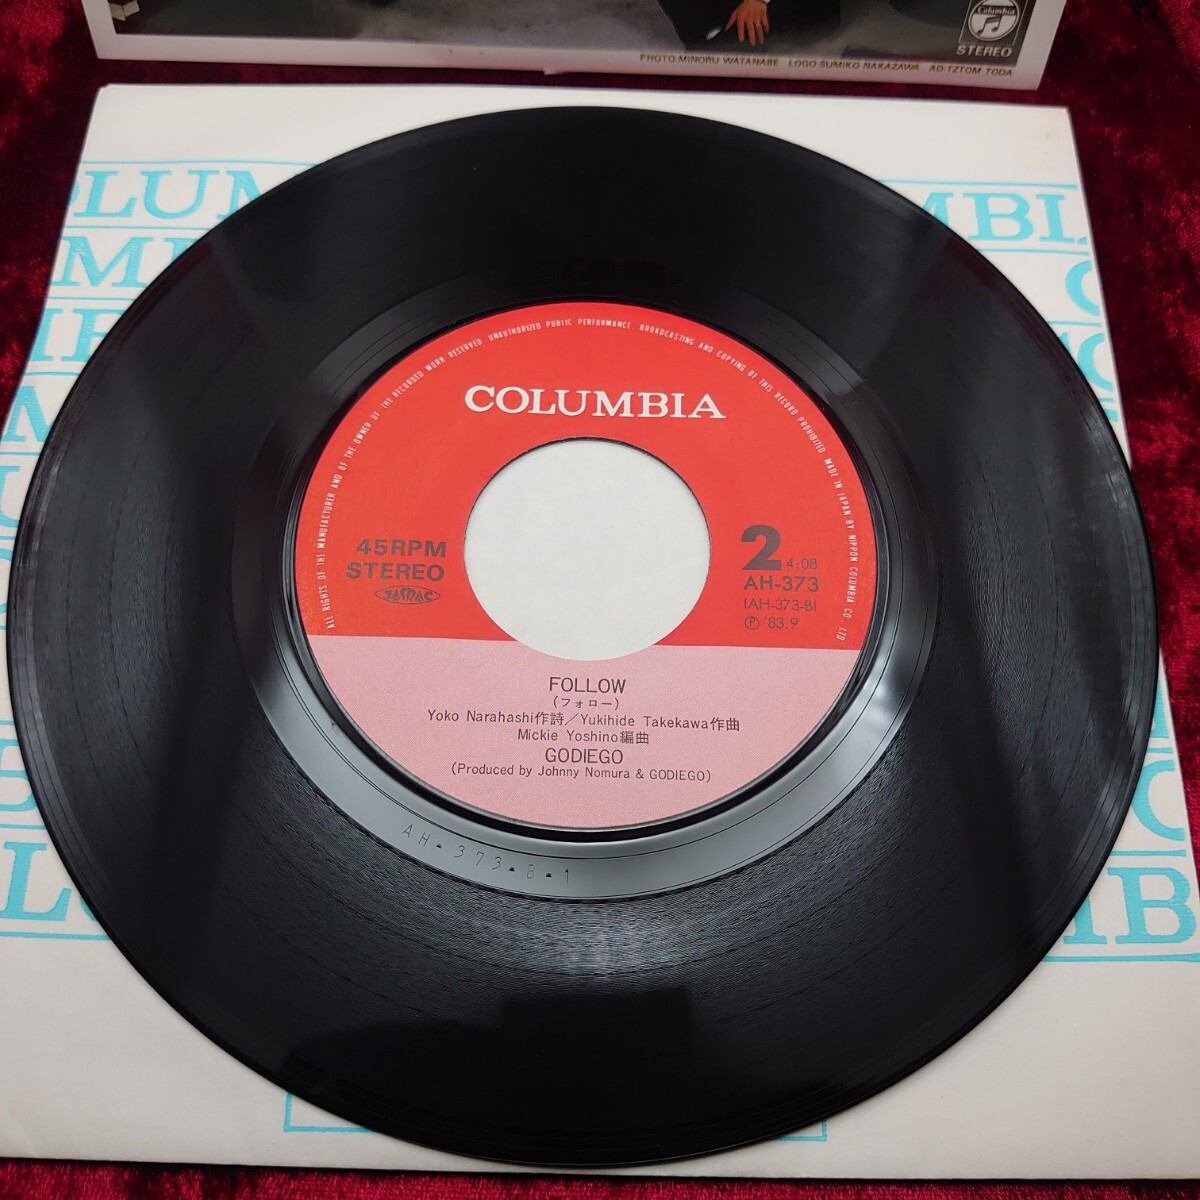 Columbia
STEREO
PHOTO:MINORU WATANABE LOGO:SUMIKO NAKAZAWA AD:TZTOM TODA
ALL RIGHTS OF THE MANUFACTURER AND OF THE OWNER OF THE RECORDED WORK RESERVED. UNAUTHORIZED PUBLIC PERFORMANCE, BROADCASTING AND COPYING OF THIS RECORD PROHIBITED. MADE IN JAPAN BY NIPPON COLUMBIA CO., LTD
COLUMBIA
45RPM
STEREO
2 4:08
AH-373
(AH-373-B)
Ⓟ '83.9
FOLLOW
(フォロー)
Yoko Narahashi作詩/Yukihide Takekawa作曲
Mickie Yoshino編曲
GODIEGO
(Produced by Johnny Nomura & GODIEGO)
AH-373-B-1